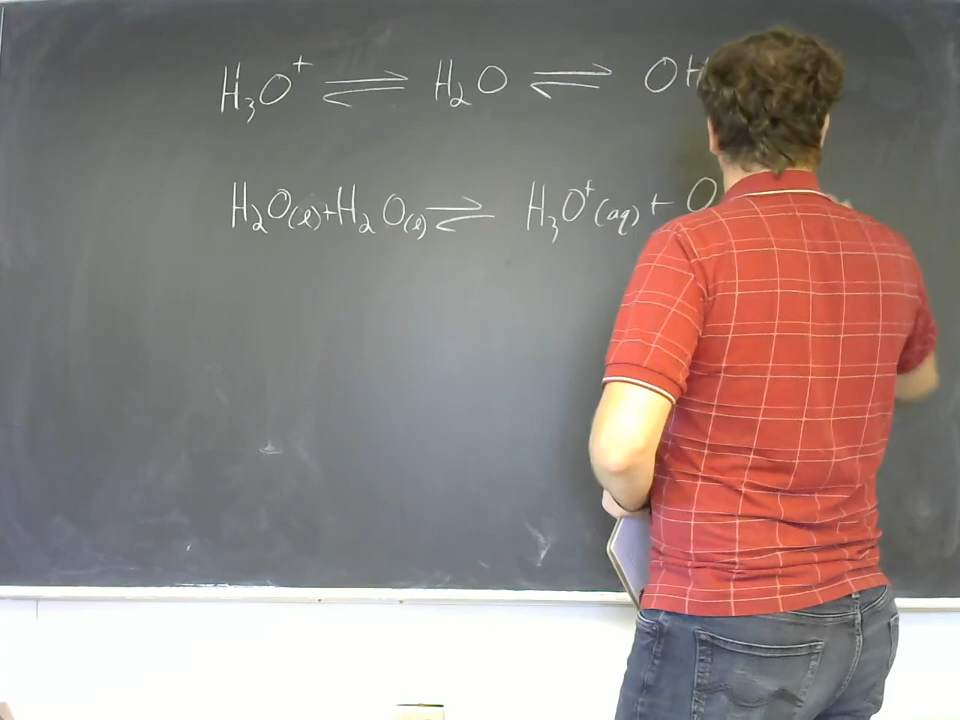 H₃O⁺ ⇌ H₂O ⇌ OH
H₂O(l)+H₂O(l) ⇌ H₃O⁺(aq) + O